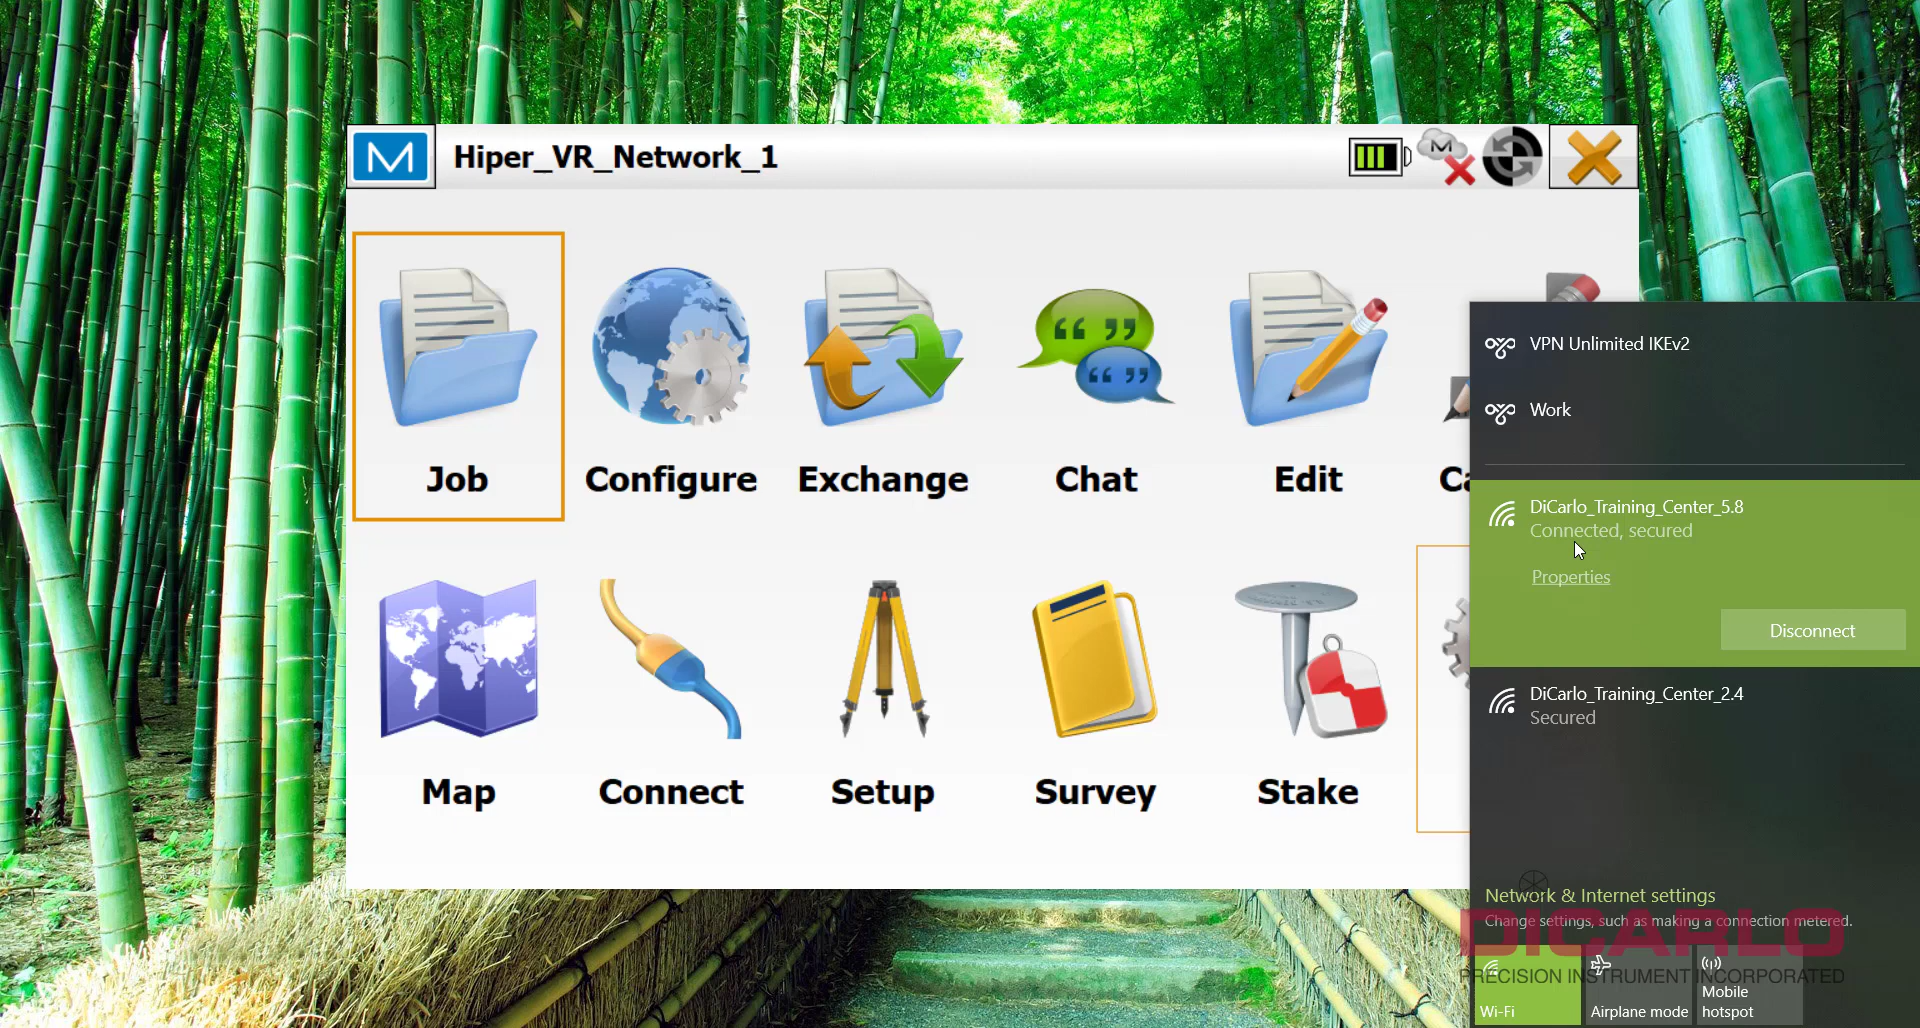 Hiper_VR_Network_1
Job
Configure
Exchange
Chat
Edit
Map
Connect
Setup
Survey
Stake
VPN Unlimited IKEv2
Work
DiCarlo_Training_Center_5.8
Connected, secured
Properties
Disconnect
DiCarlo_Training_Center_2.4
Secured
Network & Internet settings
Change settings, such as making a connection metered.
DICARLO
PRECISION INSTRUMENT INCORPORATED
Wi-Fi
Airplane mode
Mobile
hotspot